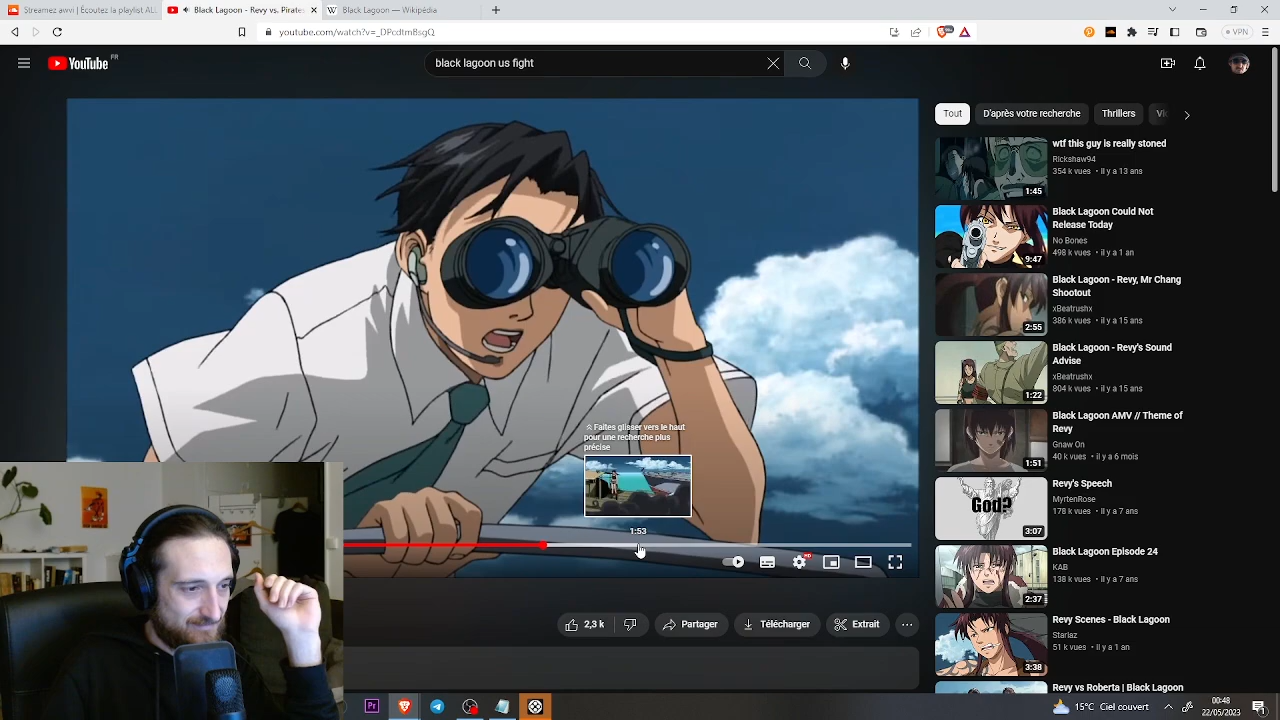 Streamez awvi | Écoutez la playlist ALL
Black Lagoon - Revy vs. Pirates
Black Lagoon — Wikipédia
youtube.com/watch?v=_DPcdtmBsgQ
VPN
YouTube FR
black lagoon us fight
Tout
D'après votre recherche
Thrillers
wtf this guy is really stoned
Rickshaw94
354 k vues • il y a 13 ans
1:45
Black Lagoon Could Not
Release Today
No Bones
498 k vues • il y a 1 an
9:47
Black Lagoon - Revy, Mr Chang
Shootout
xBeatrushx
386 k vues • il y a 15 ans
2:55
Black Lagoon - Revy's Sound
Advise
xBeatrushx
804 k vues • il y a 15 ans
1:22
Black Lagoon AMV // Theme of
Revy
Gnaw On
40 k vues • il y a 6 mois
1:51
Revy's Speech
MyrtenRose
178 k vues • il y a 7 ans
God?
3:07
Black Lagoon Episode 24
KAB
138 k vues • il y a 7 ans
2:37
Revy Scenes - Black Lagoon
Starlaz
51 k vues • il y a 1 an
3:38
Revy vs Roberta | Black Lagoon
Faites glisser vers le haut
pour une recherche plus
précise
1:53
HD
2,3 k
Partager
Télécharger
Extrait
Pr
15°C Ciel couvert
00:48
22/05/2023